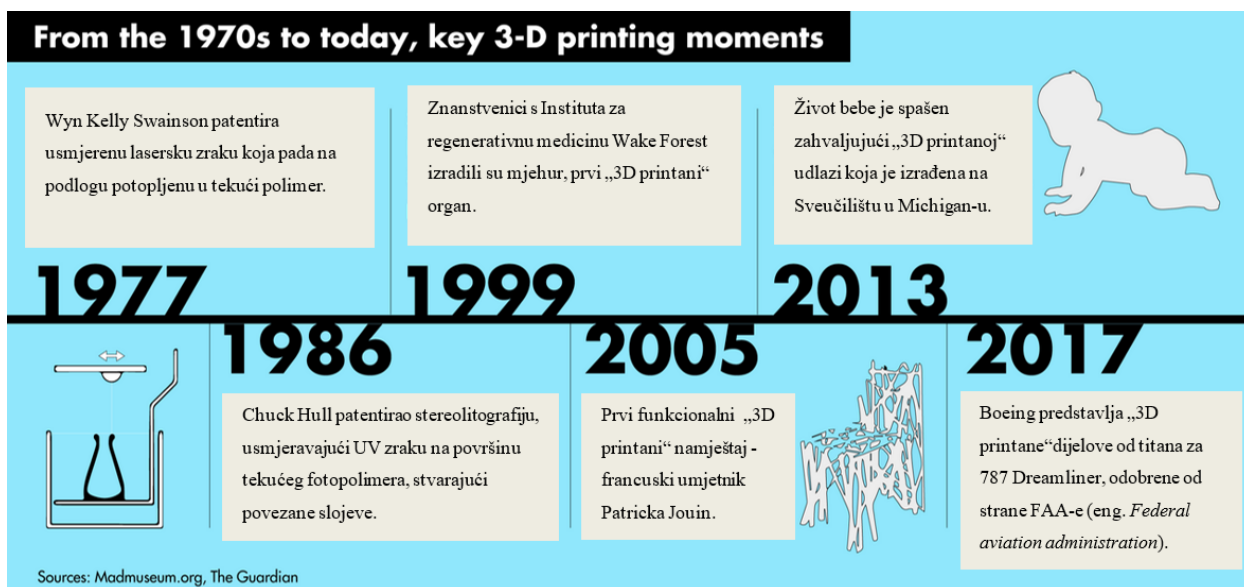 From the 1970s to today, key 3-D printing moments
Wyn Kelly Swainson patentira
usmjerenu lasersku zraku koja pada na
podlogu potopljenu u tekući polimer.
1977
Znanstvenici s Instituta za
regenerativnu medicinu Wake Forest
izradili su mjehur, prvi „3D printani“
organ.
1999
Život bebe je spašen
zahvaljujući „3D printanoj“
udlazi koja je izrađena na
Sveučilištu u Michigan-u.
2013
1986
Chuck Hull patentirao stereolitografiju,
usmjeravajući UV zraku na površinu
tekućeg fotopolimera, stvarajući
povezane slojeve.
2005
Prvi funkcionalni „3D
printani“ namještaj -
francuski umjetnik
Patricka Jouin.
2017
Boeing predstavlja „3D
printane“dijelove od titana za
787 Dreamliner, odobrene od
strane FAA-e (eng. Federal
aviation administration).
Sources: Madmuseum.org, The Guardian